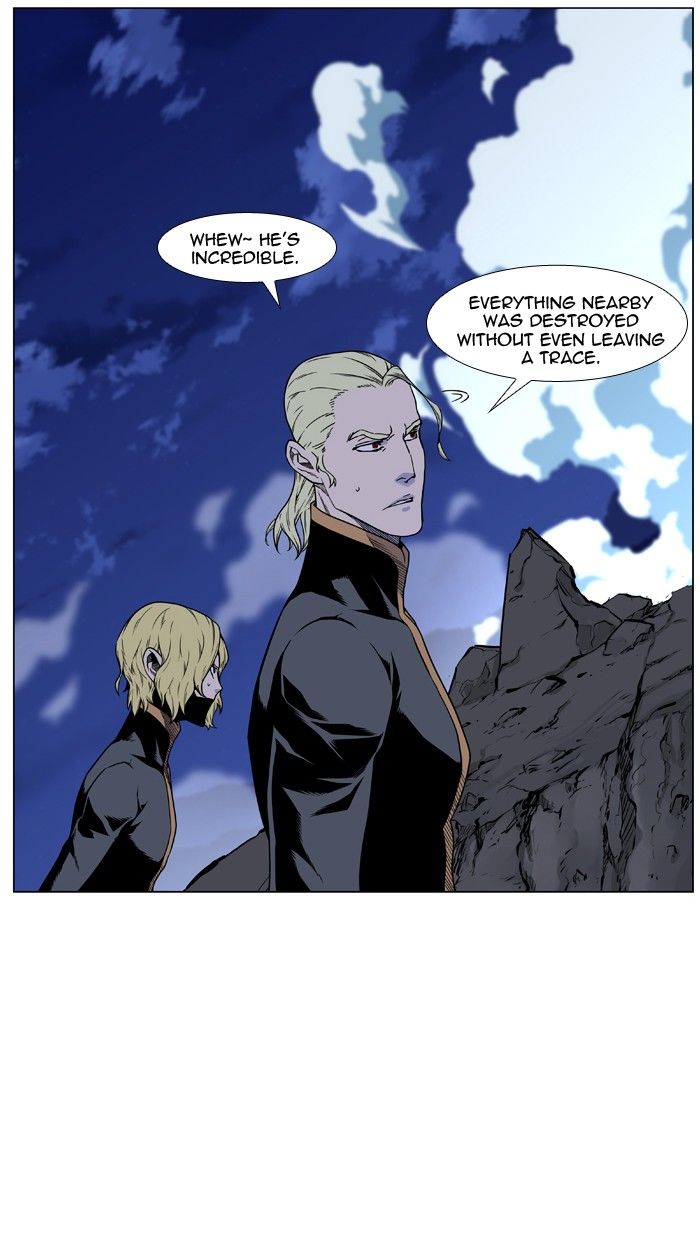 WHEW~ HE'S
INCREDIBLE.
EVERYTHING NEARBY
WAS DESTROYED
WITHOUT EVEN LEAVING
A TRACE.